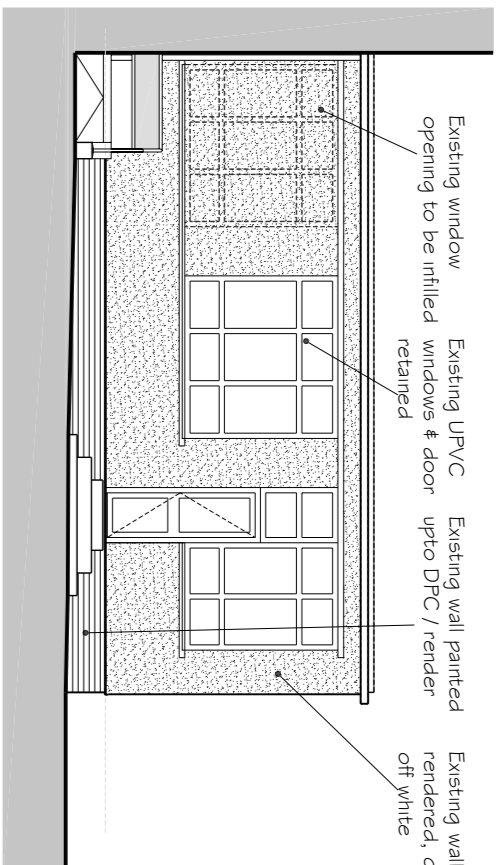 Existing window
opening to be infilled
Existing UPVC
windows & door
retained
Existing wall painted
upto DPC / render
Existing wall
rendered,
off white